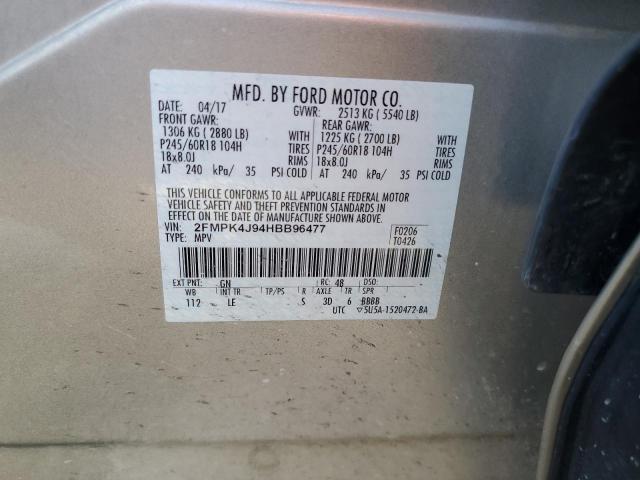 MFD. BY FORD MOTOR CO.
DATE: 04/17 GVWR: 2513 KG ( 5540 LB)
FRONT GAWR: REAR GAWR:
1306 KG ( 2880 LB) WITH 1225 KG ( 2700 LB) WITH
P245/60R18 104H TIRES P245/60R18 104H TIRES
18x8.0J RIMS 18x8.0J RIMS
AT 240 kPa/ 35 PSI COLD AT 240 kPa/ 35 PSI COLD
THIS VEHICLE CONFORMS TO ALL APPLICABLE FEDERAL MOTOR
VEHICLE SAFETY AND THEFT PREVENTION STANDARDS IN
EFFECT ON THE DATE OF MANUFACTURE SHOWN ABOVE.
VIN: 2FMPK4J94HBB96477 F0206
TYPE: MPV T0426
EXT PNT: GN RC: 48 DSO:
WB INT TR TP/PS R AXLE TR SPR
112 LE S 3D 6 BBBB
UTC ▽5U5A-1520472-BA